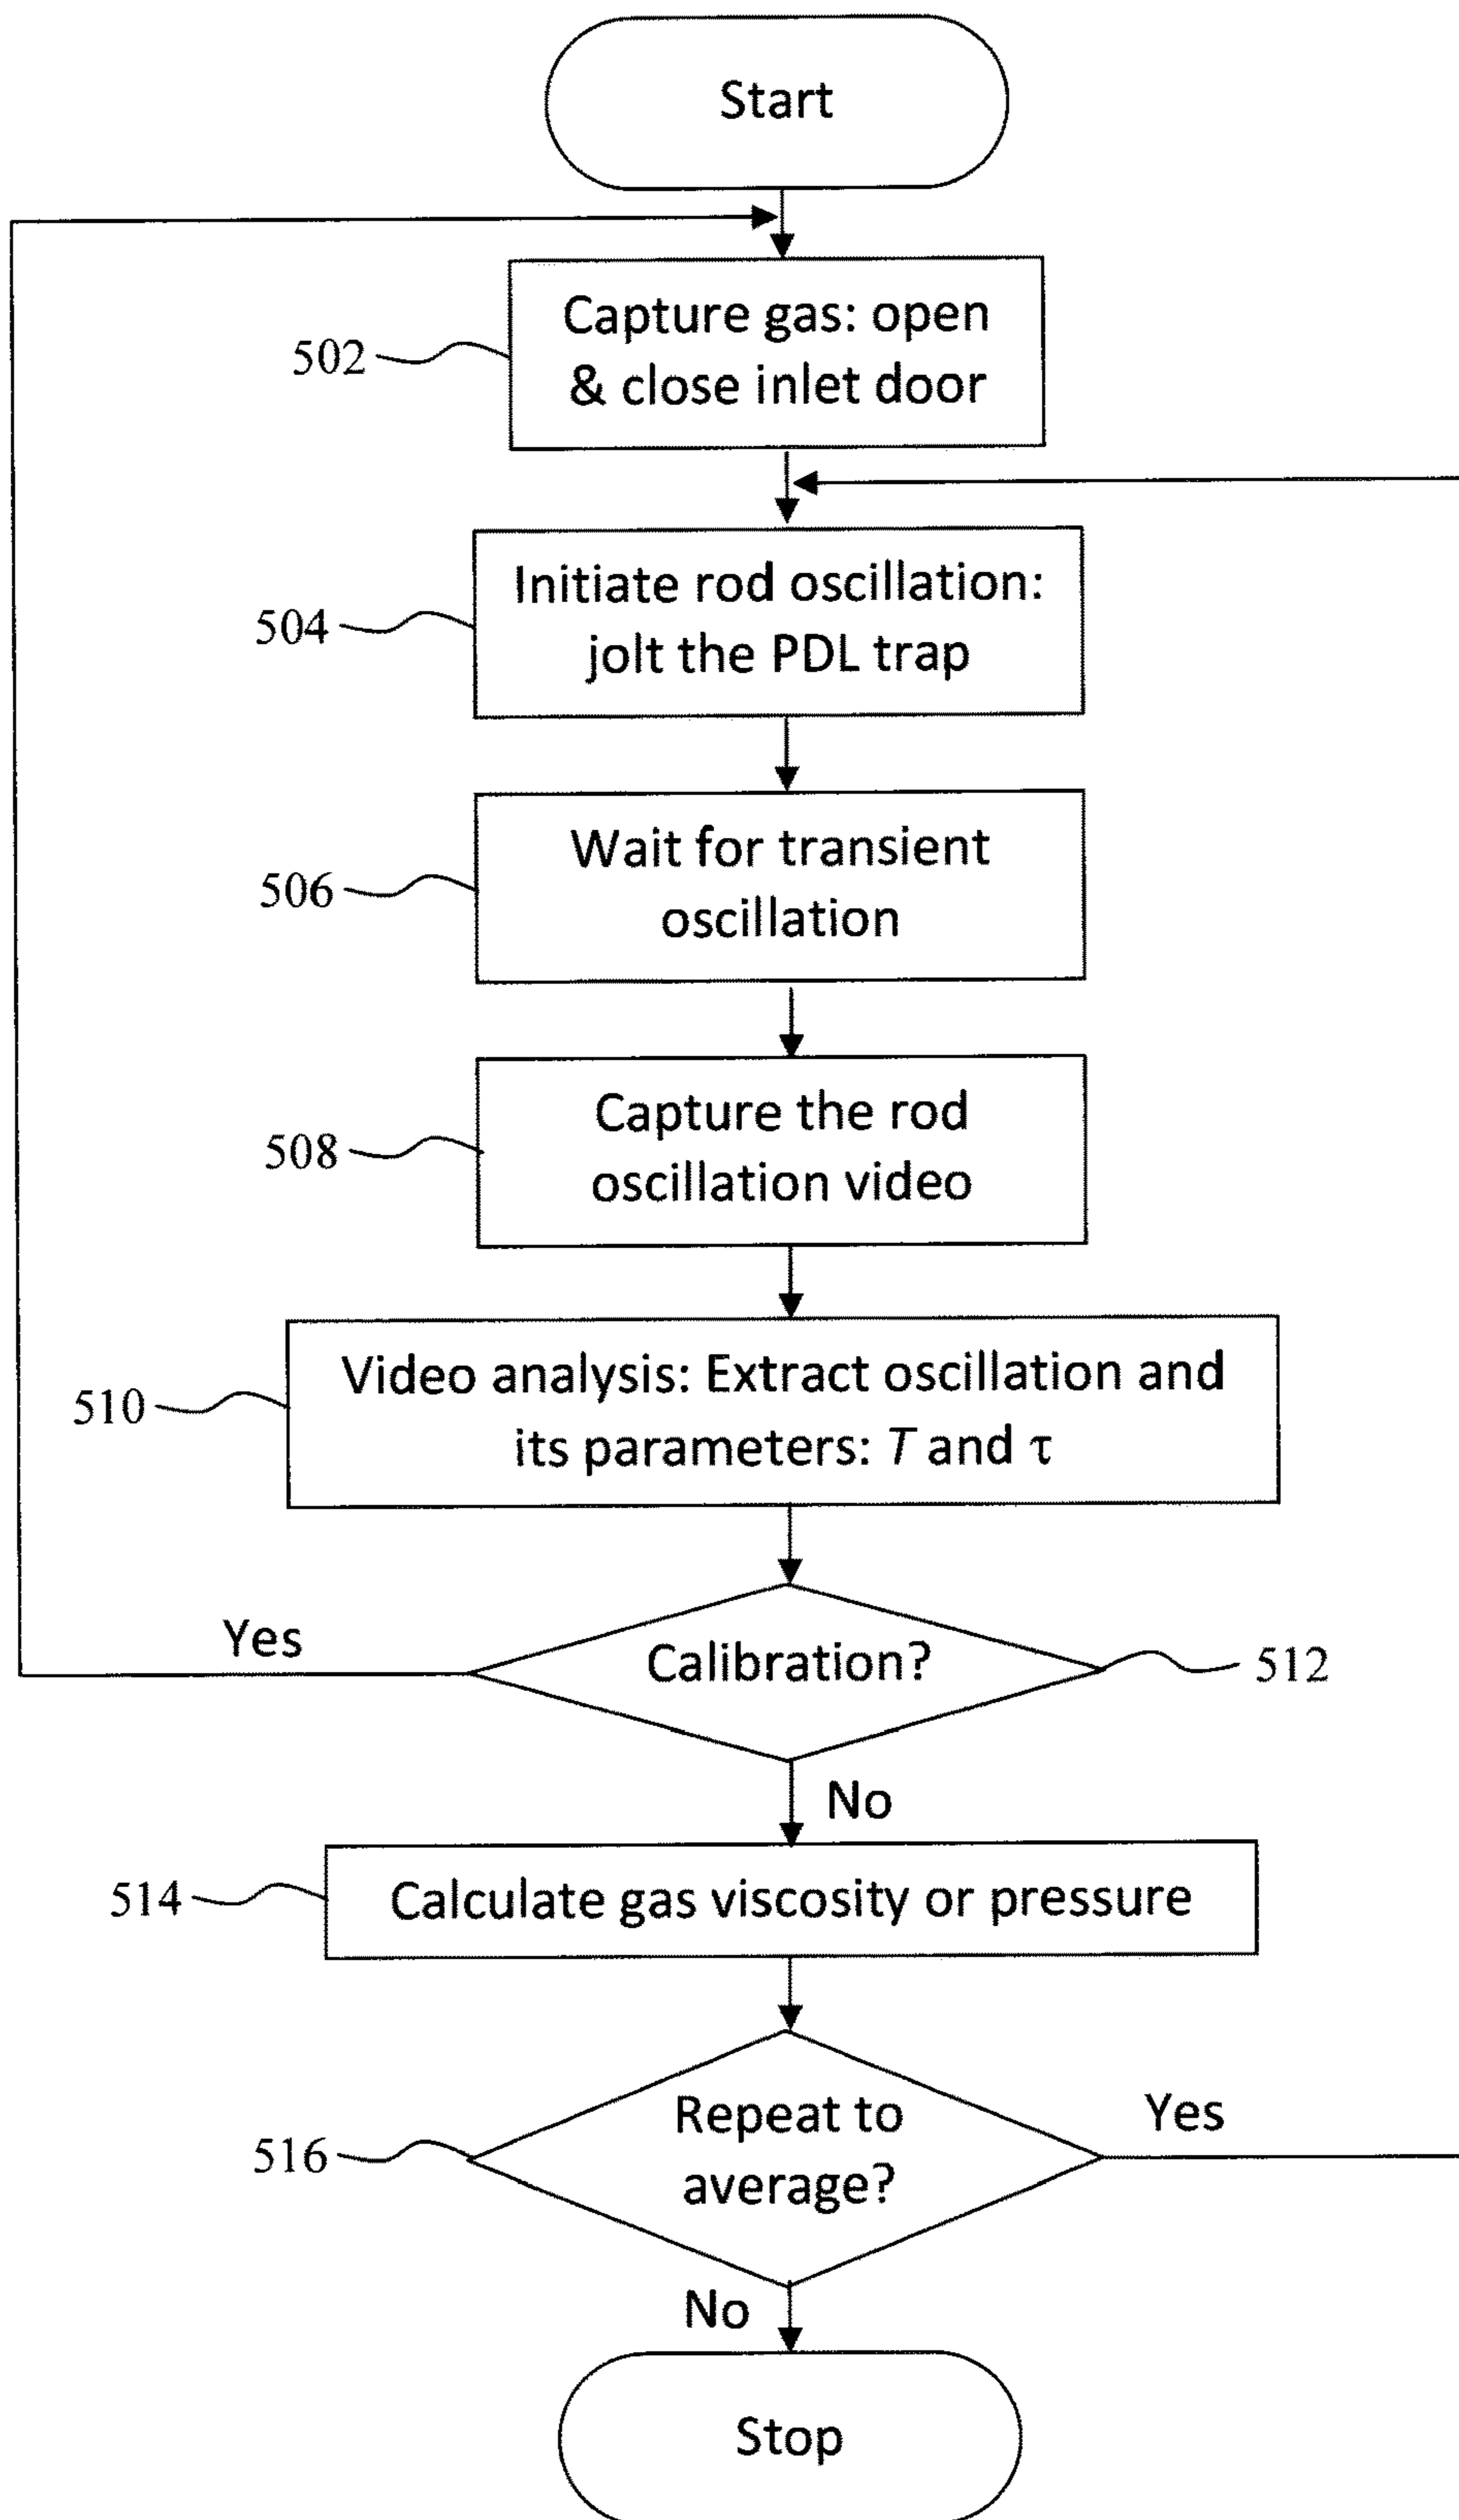 Start
Capture gas: open
& close inlet door
502
Initiate rod oscillation:
jolt the PDL trap
504
Wait for transient
oscillation
506
Capture the rod
oscillation video
508
Video analysis: Extract oscillation and
its parameters: T and τ
510
Yes
Calibration?
512
No
514
Calculate gas viscosity or pressure
Repeat to
average?
Yes
516
No
Stop